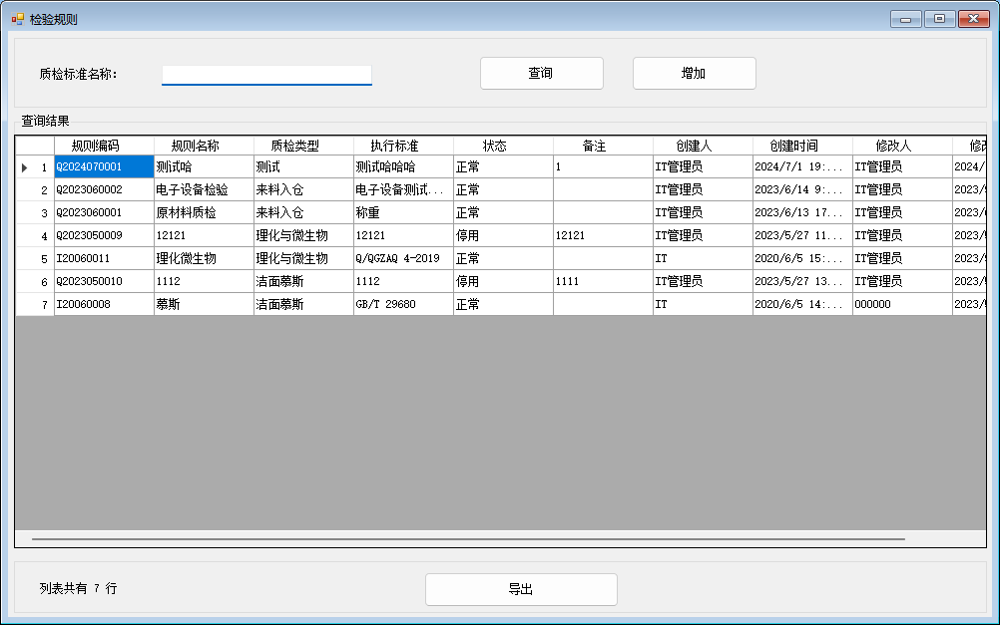 检验规则
质检标准名称： 查询 增加
查询结果
规则编码 规则名称 质检类型 执行标准 状态 备注 创建人 创建时间 修改人
1 Q2024070001 测试哈 测试 测试哈哈哈 正常 1 IT管理员 2024/7/1 19:... IT管理员 2024/
2 Q2023060002 电子设备检验 来料入仓 电子设备测试... 正常 IT管理员 2023/6/14 9:... IT管理员 2023/
3 Q2023060001 原材料质检 来料入仓 称重 正常 IT管理员 2023/6/13 17... IT管理员 2023/
4 Q2023050009 12121 理化与微生物 12121 停用 12121 IT管理员 2023/5/27 11... IT管理员 2023/
5 I20060011 理化微生物 理化与微生物 Q/QGZAQ 4-2019 正常 IT 2020/6/5 15:... IT管理员 2023/
6 Q2023050010 1112 洁面慕斯 1112 停用 1111 IT管理员 2023/5/27 13... IT管理员 2023/
7 I20060008 慕斯 洁面慕斯 GB/T 29680 正常 IT 2020/6/5 14:... 000000 2023/
列表共有 7 行 导出